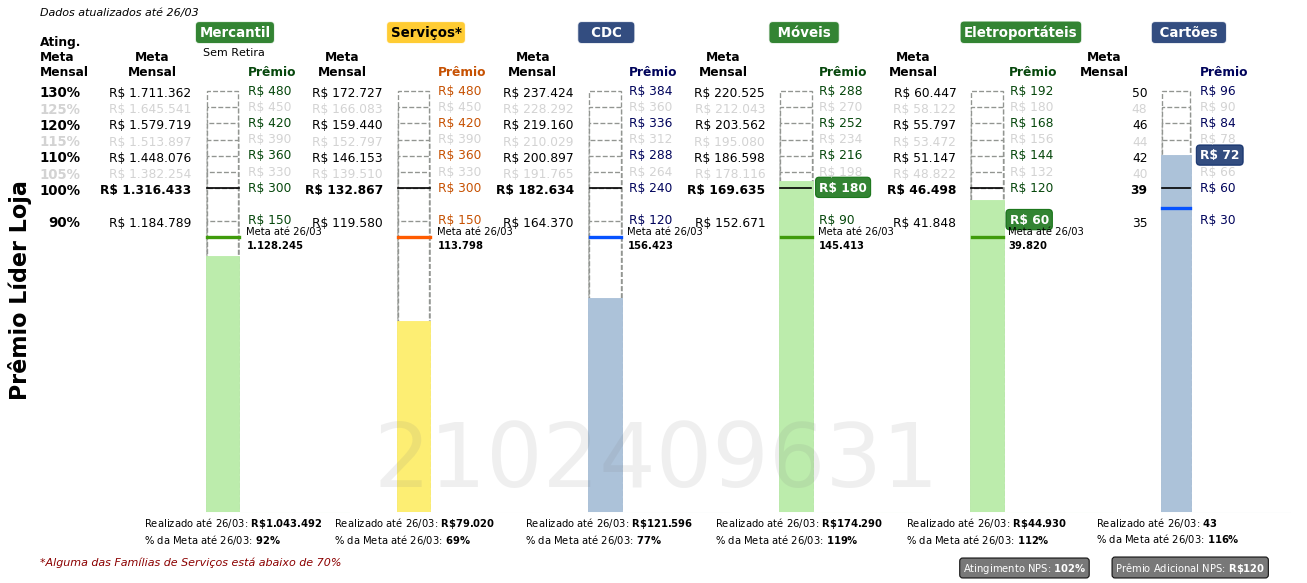 Dados atualizados até 26/03
Mercantil Serviços* CDC Móveis Eletroportáteis Cartões
Sem Retira
Ating. Meta Mensal
Meta Mensal Prêmio Meta Mensal Prêmio Meta Mensal Prêmio Meta Mensal Prêmio Meta Mensal Prêmio Meta Mensal Prêmio
130% R$ 1.711.362 R$ 480 R$ 172.727 R$ 480 R$ 237.424 R$ 384 R$ 220.525 R$ 288 R$ 60.447 R$ 192 50 R$ 96
125% R$ 1.645.541 R$ 450 R$ 166.083 R$ 450 R$ 228.292 R$ 360 R$ 212.043 R$ 270 R$ 58.122 R$ 180 48 R$ 90
120% R$ 1.579.719 R$ 420 R$ 159.440 R$ 420 R$ 219.160 R$ 336 R$ 203.562 R$ 252 R$ 55.797 R$ 168 46 R$ 84
115% R$ 1.513.897 R$ 390 R$ 152.797 R$ 390 R$ 210.029 R$ 312 R$ 195.080 R$ 234 R$ 53.472 R$ 156 44 R$ 78
110% R$ 1.448.076 R$ 360 R$ 146.153 R$ 360 R$ 200.897 R$ 288 R$ 186.598 R$ 216 R$ 51.147 R$ 144 42 R$ 72
105% R$ 1.382.254 R$ 330 R$ 139.510 R$ 330 R$ 191.765 R$ 264 R$ 178.116 R$ 198 R$ 48.822 R$ 132 40 R$ 66
100% R$ 1.316.433 R$ 300 R$ 132.867 R$ 300 R$ 182.634 R$ 240 R$ 169.635 R$ 180 R$ 46.498 R$ 120 39 R$ 60
90% R$ 1.184.789 R$ 150 R$ 119.580 R$ 150 R$ 164.370 R$ 120 R$ 152.671 R$ 90 R$ 41.848 R$ 60 35 R$ 30
Meta até 26/03 Meta até 26/03 Meta até 26/03 Meta até 26/03 Meta até 26/03
1.128.245 113.798 156.423 145.413 39.820
Prêmio Líder Loja
2102409631
Realizado até 26/03: R$1.043.492 Realizado até 26/03: R$79.020 Realizado até 26/03: R$121.596 Realizado até 26/03: R$174.290 Realizado até 26/03: R$44.930 Realizado até 26/03: 43
% da Meta até 26/03: 92% % da Meta até 26/03: 69% % da Meta até 26/03: 77% % da Meta até 26/03: 119% % da Meta até 26/03: 112% % da Meta até 26/03: 116%
*Alguma das Famílias de Serviços está abaixo de 70%
Atingimento NPS: 102% Prêmio Adicional NPS: R$120